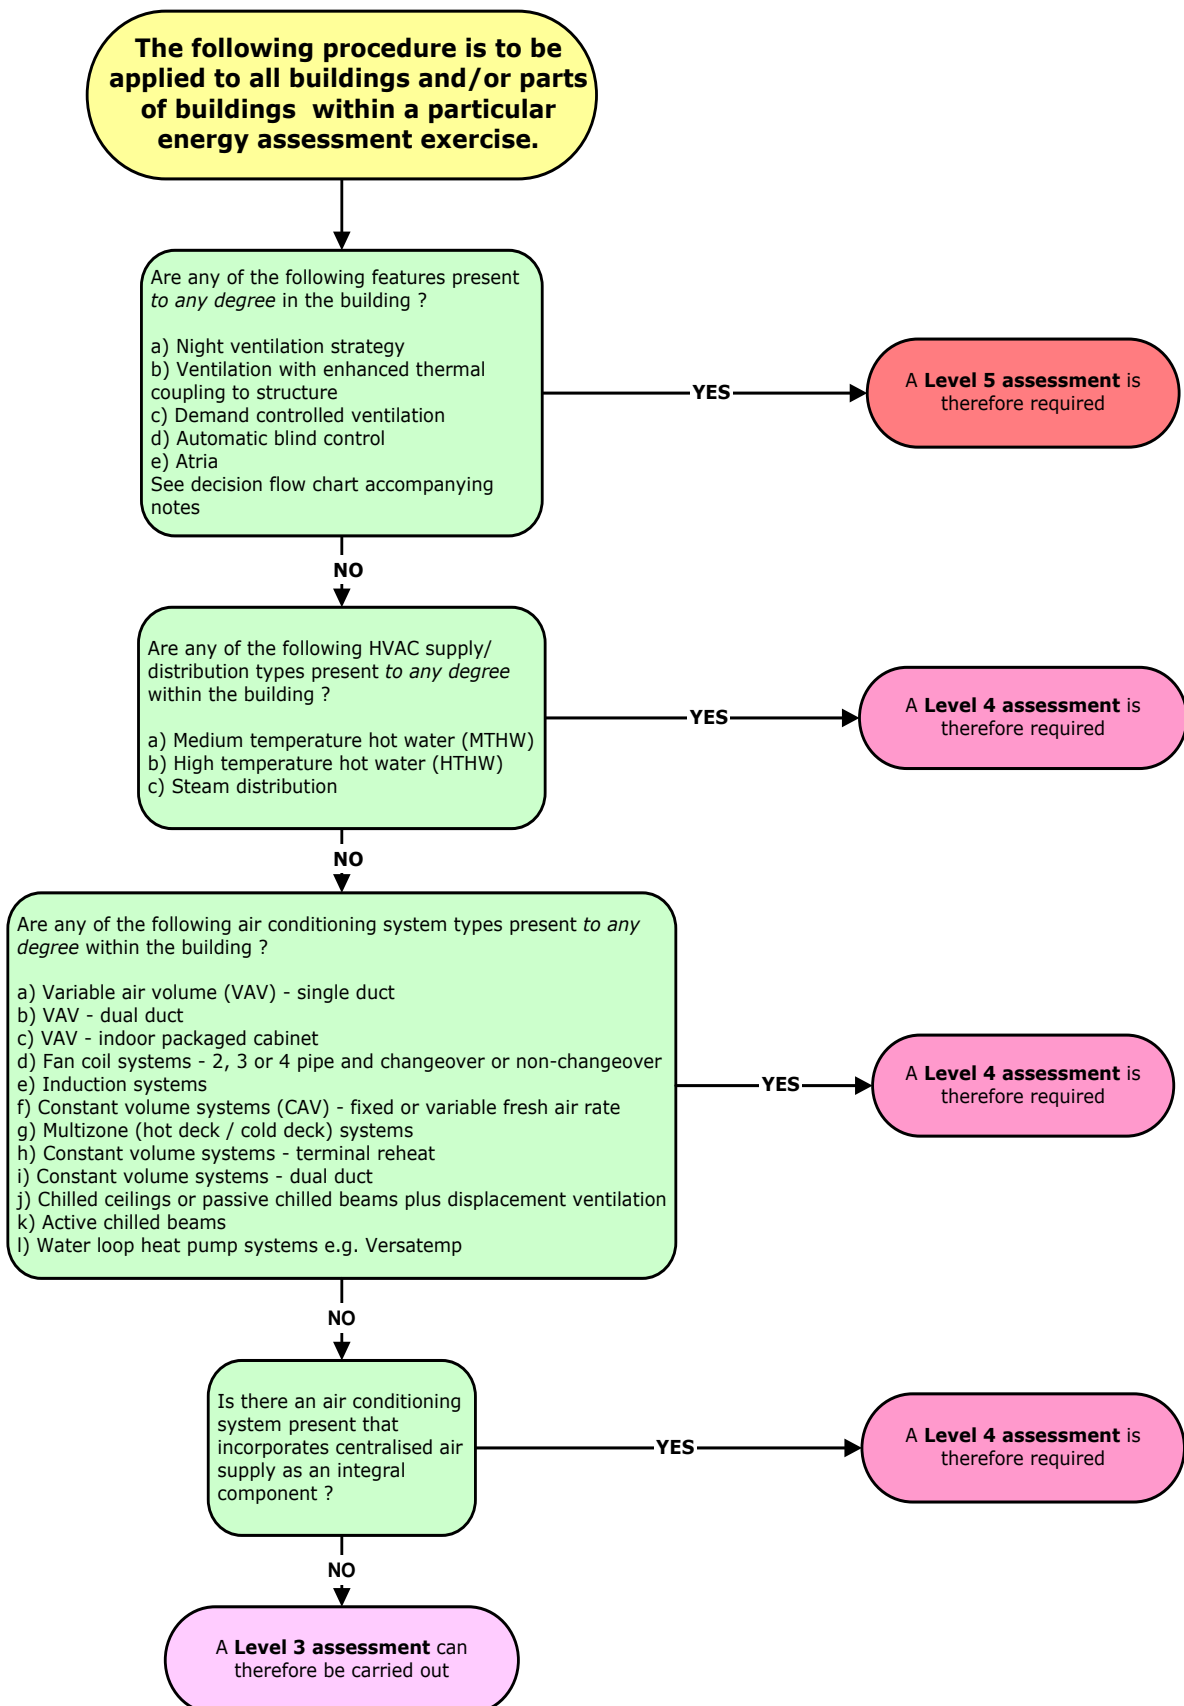 The following procedure is to be
applied to all buildings and/or parts
of buildings within a particular
energy assessment exercise.
Are any of the following features present
to any degree in the building ?
a) Night ventilation strategy
b) Ventilation with enhanced thermal
coupling to structure
c) Demand controlled ventilation
d) Automatic blind control
e) Atria
See decision flow chart accompanying
notes
YES
A Level 5 assessment is
therefore required
NO
Are any of the following HVAC supply/
distribution types present to any degree
within the building ?
a) Medium temperature hot water (MTHW)
b) High temperature hot water (HTHW)
c) Steam distribution
YES
A Level 4 assessment is
therefore required
NO
Are any of the following air conditioning system types present to any
degree within the building ?
a) Variable air volume (VAV) - single duct
b) VAV - dual duct
c) VAV - indoor packaged cabinet
d) Fan coil systems - 2, 3 or 4 pipe and changeover or non-changeover
e) Induction systems
f) Constant volume systems (CAV) - fixed or variable fresh air rate
g) Multizone (hot deck / cold deck) systems
h) Constant volume systems - terminal reheat
i) Constant volume systems - dual duct
j) Chilled ceilings or passive chilled beams plus displacement ventilation
k) Active chilled beams
l) Water loop heat pump systems e.g. Versatemp
YES
A Level 4 assessment is
therefore required
NO
Is there an air conditioning
system present that
incorporates centralised air
supply as an integral
component ?
YES
A Level 4 assessment is
therefore required
NO
A Level 3 assessment can
therefore be carried out